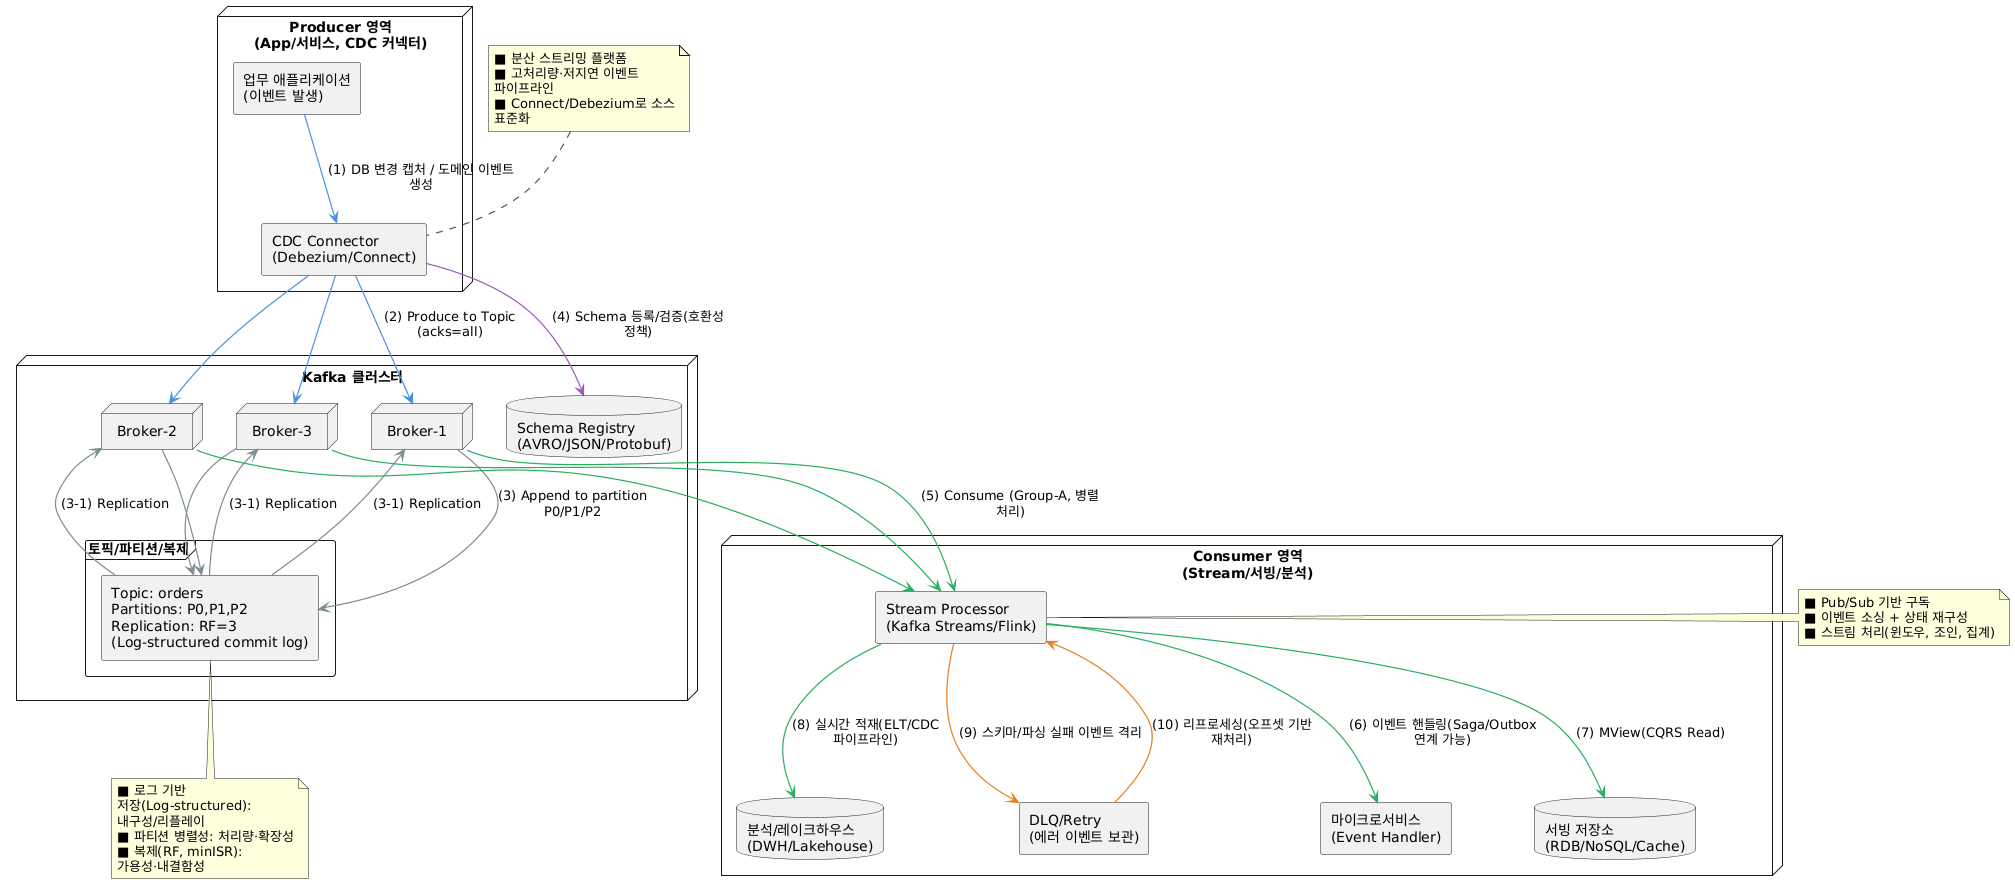 Producer 영역
(App/서비스, CDC 커넥터)
업무 애플리케이션
(이벤트 발생)
■ 분산 스트리밍 플랫폼
■ 고처리량·저지연 이벤트
파이프라인
■ Connect/Debezium로 소스
표준화
(1) DB 변경 캡처 / 도메인 이벤트
생성
CDC Connector
(Debezium/Connect)
(2) Produce to Topic
(acks=all)
(4) Schema 등록/검증(호환성
정책)
Kafka 클러스터
Broker-2
Broker-3
Broker-1
Schema Registry
(AVRO/JSON/Protobuf)
(3-1) Replication
(3-1) Replication
(3-1) Replication
(3) Append to partition
P0/P1/P2
(5) Consume (Group-A, 병렬
처리)
토픽/파티션/복제
Topic: orders
Partitions: P0,P1,P2
Replication: RF=3
(Log-structured commit log)
Consumer 영역
(Stream/서빙/분석)
Stream Processor
(Kafka Streams/Flink)
■ Pub/Sub 기반 구독
■ 이벤트 소싱 + 상태 재구성
■ 스트림 처리(윈도우, 조인, 집계)
(8) 실시간 적재(ELT/CDC
파이프라인)
(9) 스키마/파싱 실패 이벤트 격리
(10) 리프로세싱(오프셋 기반
재처리)
(6) 이벤트 핸들링(Saga/Outbox
연계 가능)
(7) MView(CQRS Read)
■ 로그 기반
저장(Log-structured):
내구성/리플레이
■ 파티션 병렬성: 처리량·확장성
■ 복제(RF, minISR):
가용성·내결함성
분석/레이크하우스
(DWH/Lakehouse)
DLQ/Retry
(에러 이벤트 보관)
마이크로서비스
(Event Handler)
서빙 저장소
(RDB/NoSQL/Cache)